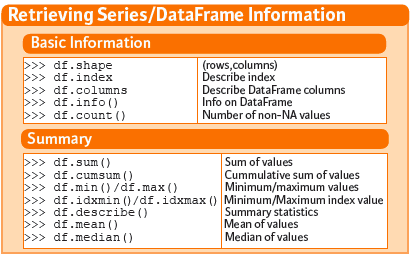 Retrieving Series/DataFrame Information
Basic Information
>>> df.shape (rows,columns)
>>> df.index Describe index
>>> df.columns Describe DataFrame columns
>>> df.info() Info on DataFrame
>>> df.count() Number of non-NA values
Summary
>>> df.sum() Sum of values
>>> df.cumsum() Cummulative sum of values
>>> df.min()/df.max() Minimum/maximum values
>>> df.idxmin()/df.idxmax() Minimum/Maximum index value
>>> df.describe() Summary statistics
>>> df.mean() Mean of values
>>> df.median() Median of values